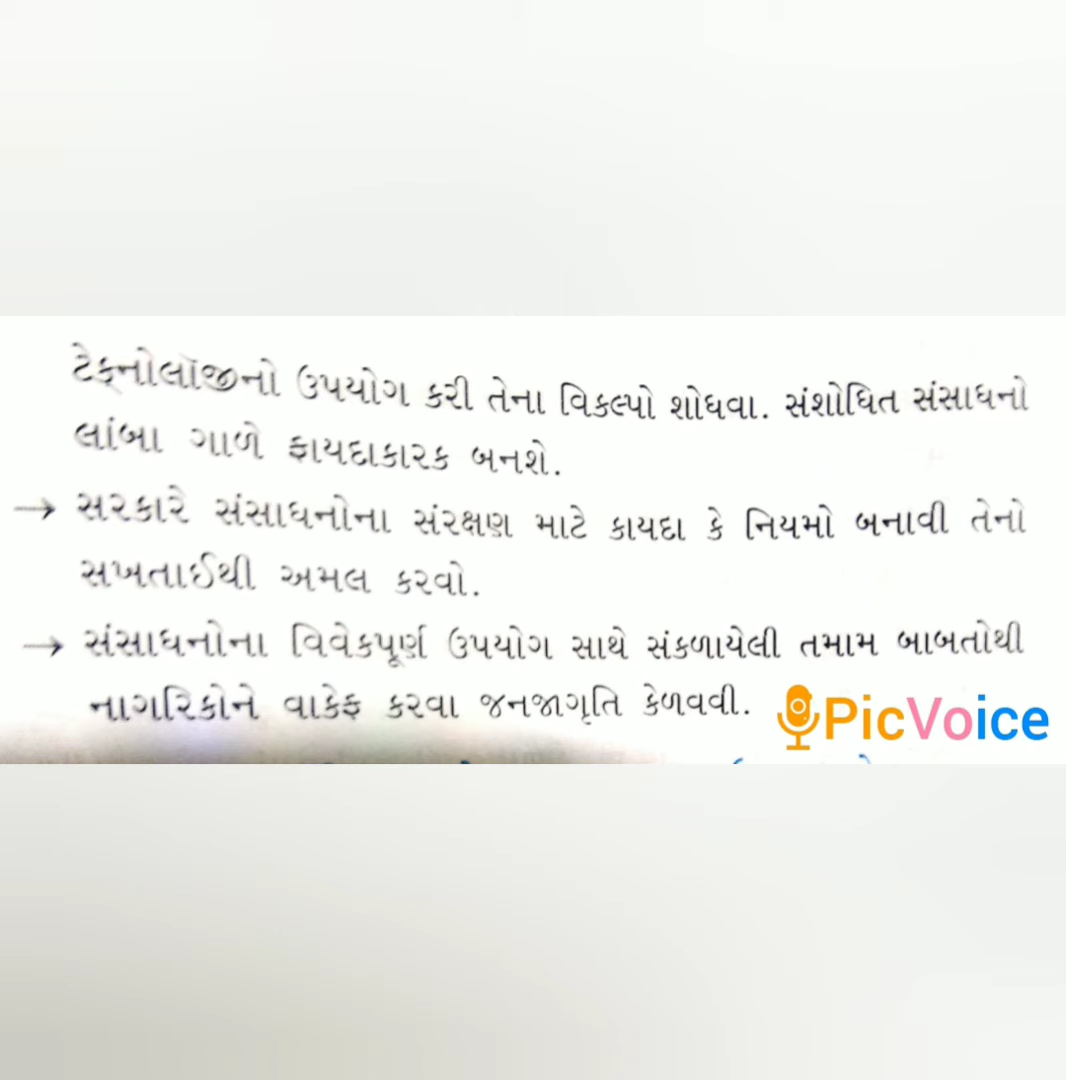 ટેક્નોલૉજીનો ઉપયોગ કરી તેના વિકલ્પો શોધવા. સંશોધિત સંસાધનો
લાંબા ગાળે ફાયદાકારક બનશે.
→ સરકારે સંસાધનોના સંરક્ષણ માટે કાયદા કે નિયમો બનાવી તેનો
સખતાઈથી અમલ કરવો.
→ સંસાધનોના વિવેકપૂર્ણ ઉપયોગ સાથે સંકળાયેલી તમામ બાબતોથી
નાગરિકોને વાકેફ કરવા જનજાગૃતિ કેળવવી.
PicVoice